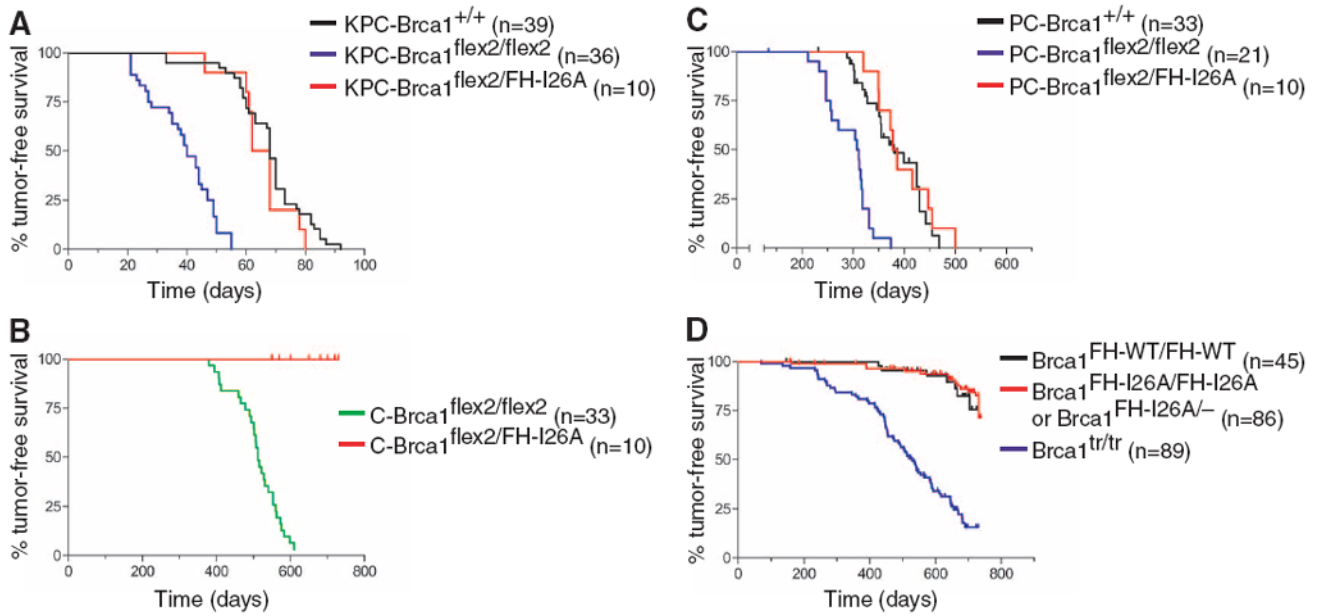 A
KPC-Brca1+/+ (n=39)
KPC-Brca1flex2/flex2 (n=36)
KPC-Brca1flex2/FH-I26A (n=10)
% tumor-free survival
100
75
50
25
0
0 20 40 60 80 100
Time (days)
C
PC-Brca1+/+ (n=33)
PC-Brca1flex2/flex2 (n=21)
PC-Brca1flex2/FH-I26A (n=10)
% tumor-free survival
100
75
50
25
0
0 200 300 400 500 600
Time (days)
B
C-Brca1flex2/flex2 (n=33)
C-Brca1flex2/FH-I26A (n=10)
% tumor-free survival
100
75
50
25
0
0 200 400 600 800
Time (days)
D
Brca1FH-WT/FH-WT (n=45)
Brca1FH-I26A/FH-I26A
or Brca1FH-I26A/– (n=86)
Brca1tr/tr (n=89)
% tumor-free survival
100
75
50
25
0
0 200 400 600 800
Time (days)